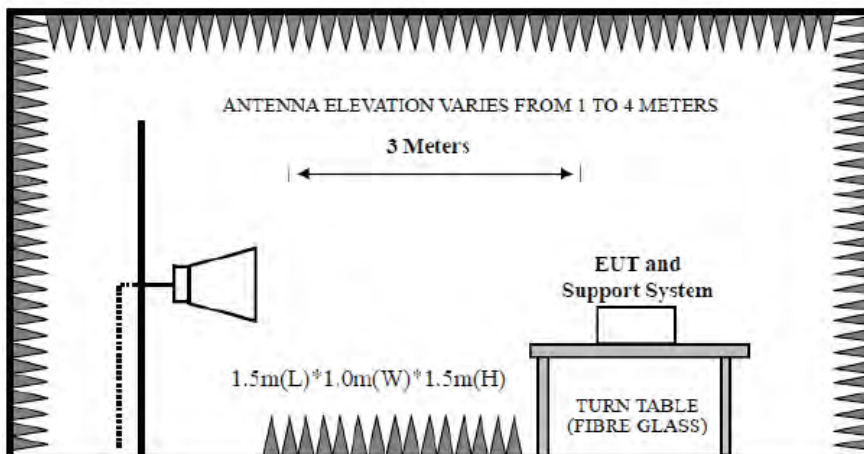 ANTENNA ELEVATION VARIES FROM 1 TO 4 METERS
3 Meters
EUT and
Support System
1.5m(L)*1.0m(W)*1.5m(H)
TURN TABLE
(FIBRE GLASS)